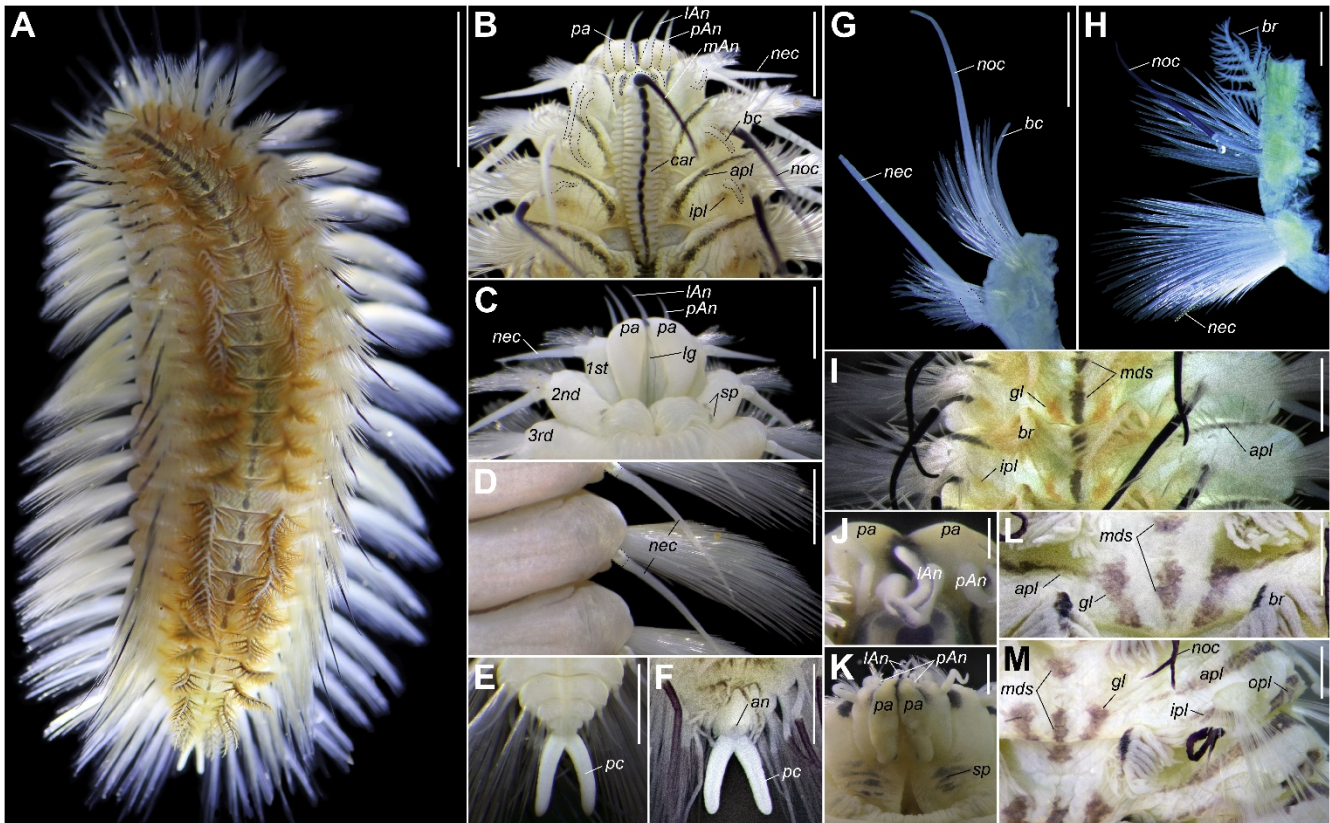 A
B
pa
lAn
pAn
mAn
nec
bc
car
apl
noc
ipl
C
lAn
pAn
pa pa
nec
lg
1st
2nd
sp
3rd
D
nec
E
pc
F
an
pc
G
noc
bc
nec
H
br
noc
nec
I
mds
gl
br
apl
ipl
J
pa pa
lAn
pAn
K
lAn pAn
pa pa
sp
L
mds
apl
gl
br
M
noc
mds
gl
apl
opl
ipl